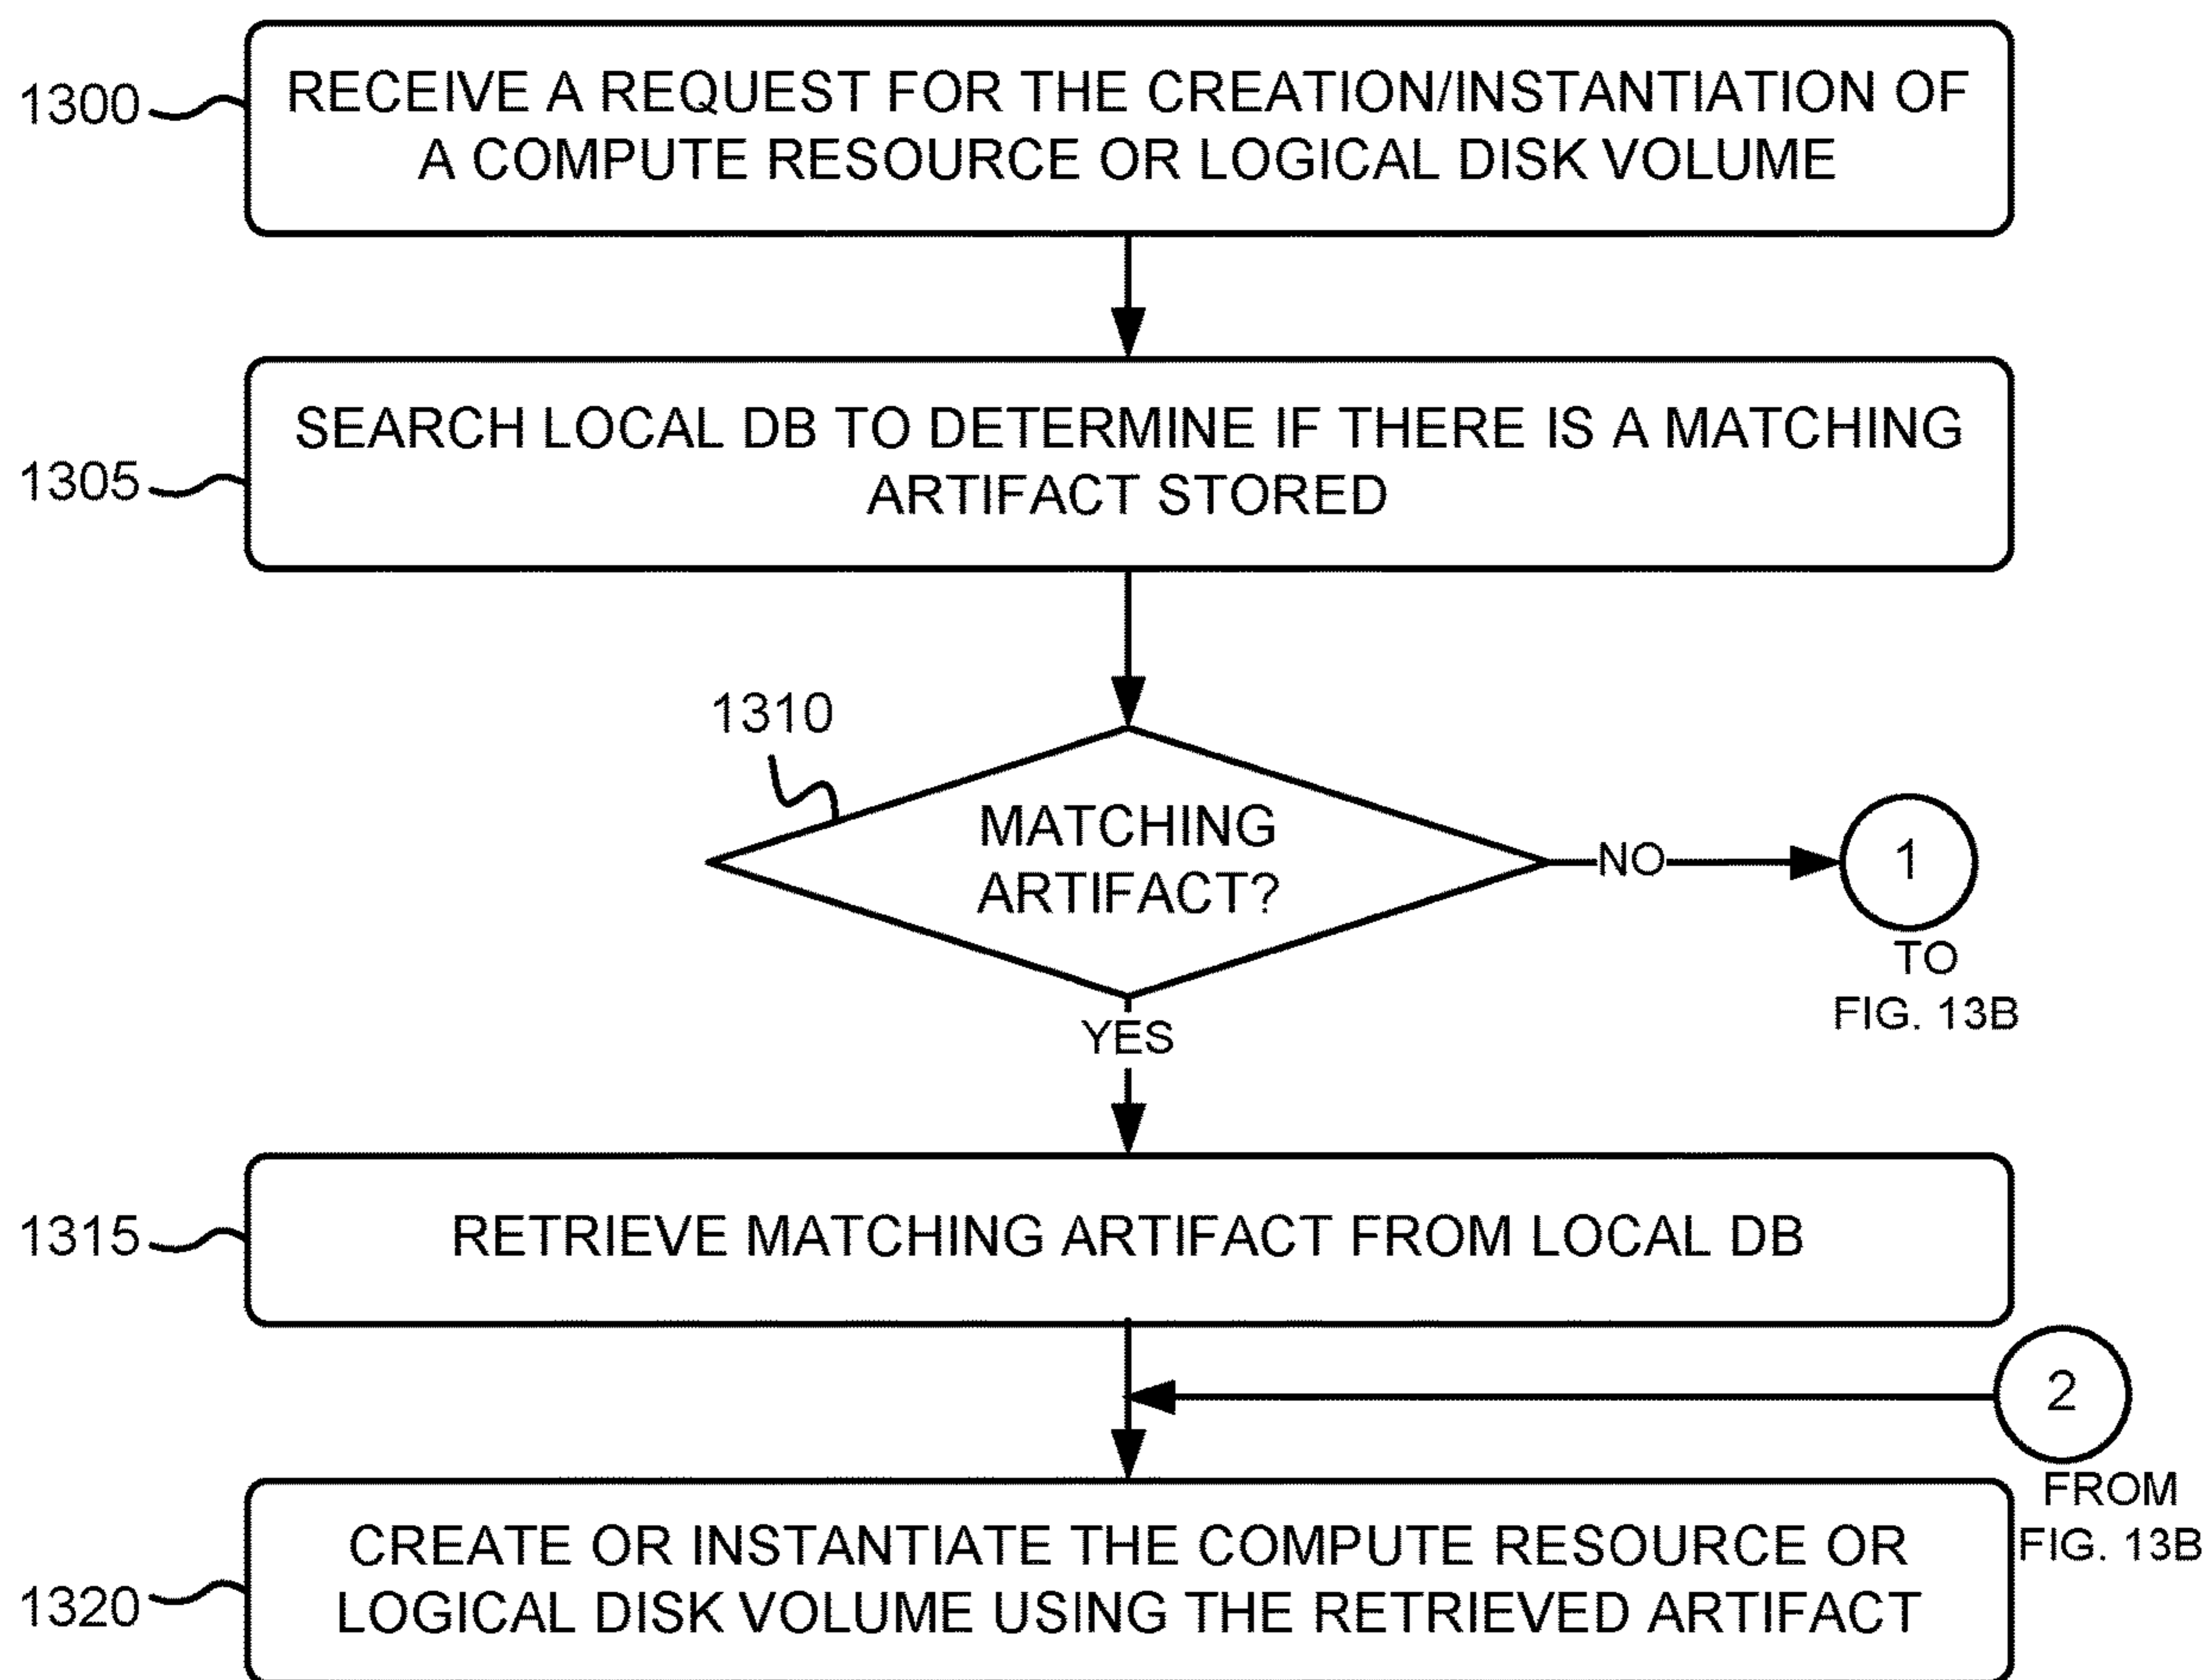 1300
RECEIVE A REQUEST FOR THE CREATION/INSTANTIATION OF
A COMPUTE RESOURCE OR LOGICAL DISK VOLUME
1305
SEARCH LOCAL DB TO DETERMINE IF THERE IS A MATCHING
ARTIFACT STORED
1310
MATCHING
ARTIFACT?
NO
1
TO
FIG. 13B
YES
1315
RETRIEVE MATCHING ARTIFACT FROM LOCAL DB
2
FROM
FIG. 13B
1320
CREATE OR INSTANTIATE THE COMPUTE RESOURCE OR
LOGICAL DISK VOLUME USING THE RETRIEVED ARTIFACT